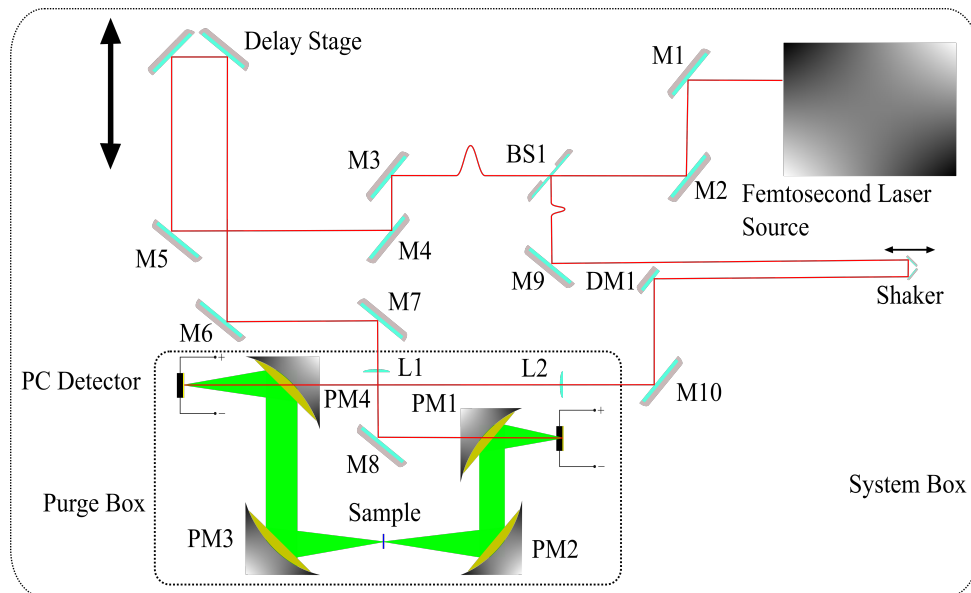 Delay Stage
M1
M3
BS1
M2
Femtosecond Laser
Source
M5
M4
M9
DM1
Shaker
M7
M6
L1
L2
PC Detector
PM4
PM1
M10
+
-
+
-
M8
Purge Box
Sample
System Box
PM3
PM2